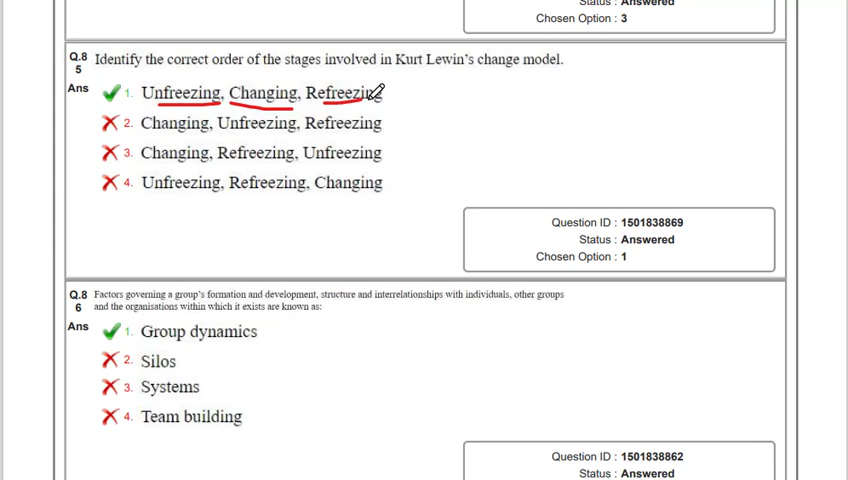 Status : Answered
Chosen Option : 3
Q.85 Identify the correct order of the stages involved in Kurt Lewin's change model.
Ans 1. Unfreezing, Changing, Refreezing
2. Changing, Unfreezing, Refreezing
3. Changing, Refreezing, Unfreezing
4. Unfreezing, Refreezing, Changing
Question ID : 1501838869
Status : Answered
Chosen Option : 1
Q.86 Factors governing a group's formation and development, structure and interrelationships with individuals, other groups
and the organisations within which it exists are known as:
Ans 1. Group dynamics
2. Silos
3. Systems
4. Team building
Question ID : 1501838862
Status : Answered